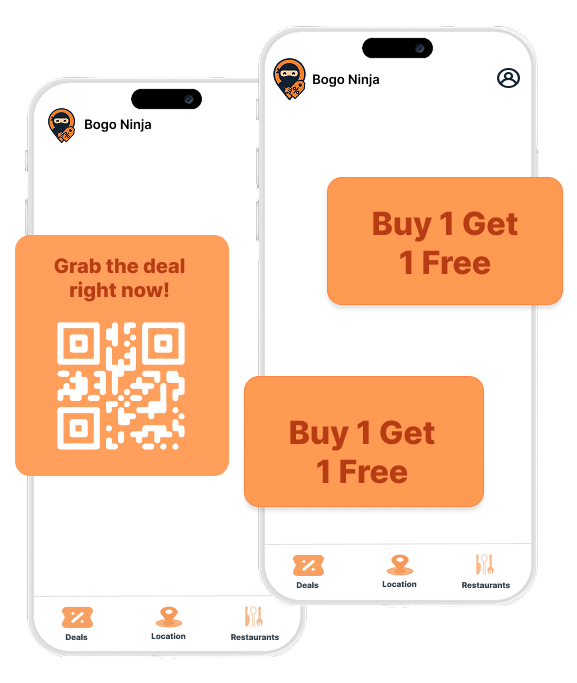 Bogo Ninja
Grab the deal
right now!
Deals
Location
Restaurants
Bogo Ninja
Buy 1 Get
1 Free
Buy 1 Get
1 Free
Deals
Location
Restaurants